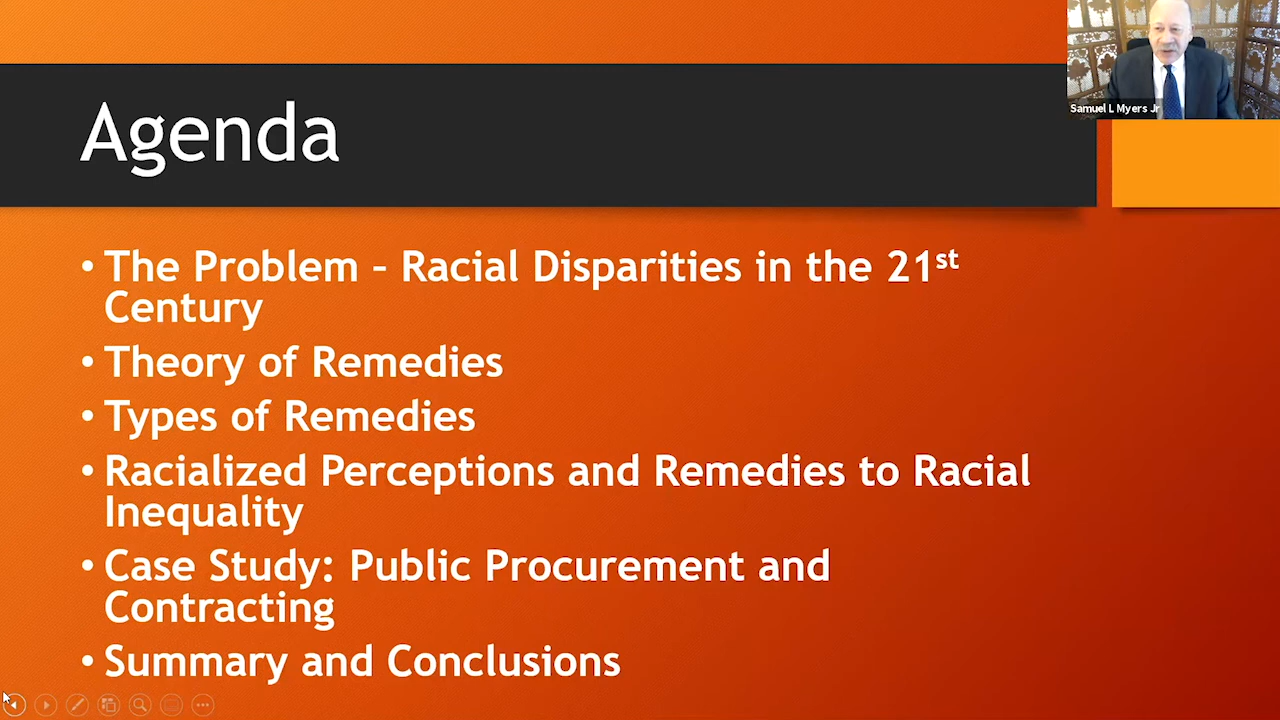 Samuel L Myers Jr
Agenda
• The Problem – Racial Disparities in the 21st
Century
• Theory of Remedies
• Types of Remedies
• Racialized Perceptions and Remedies to Racial
Inequality
• Case Study: Public Procurement and
Contracting
• Summary and Conclusions